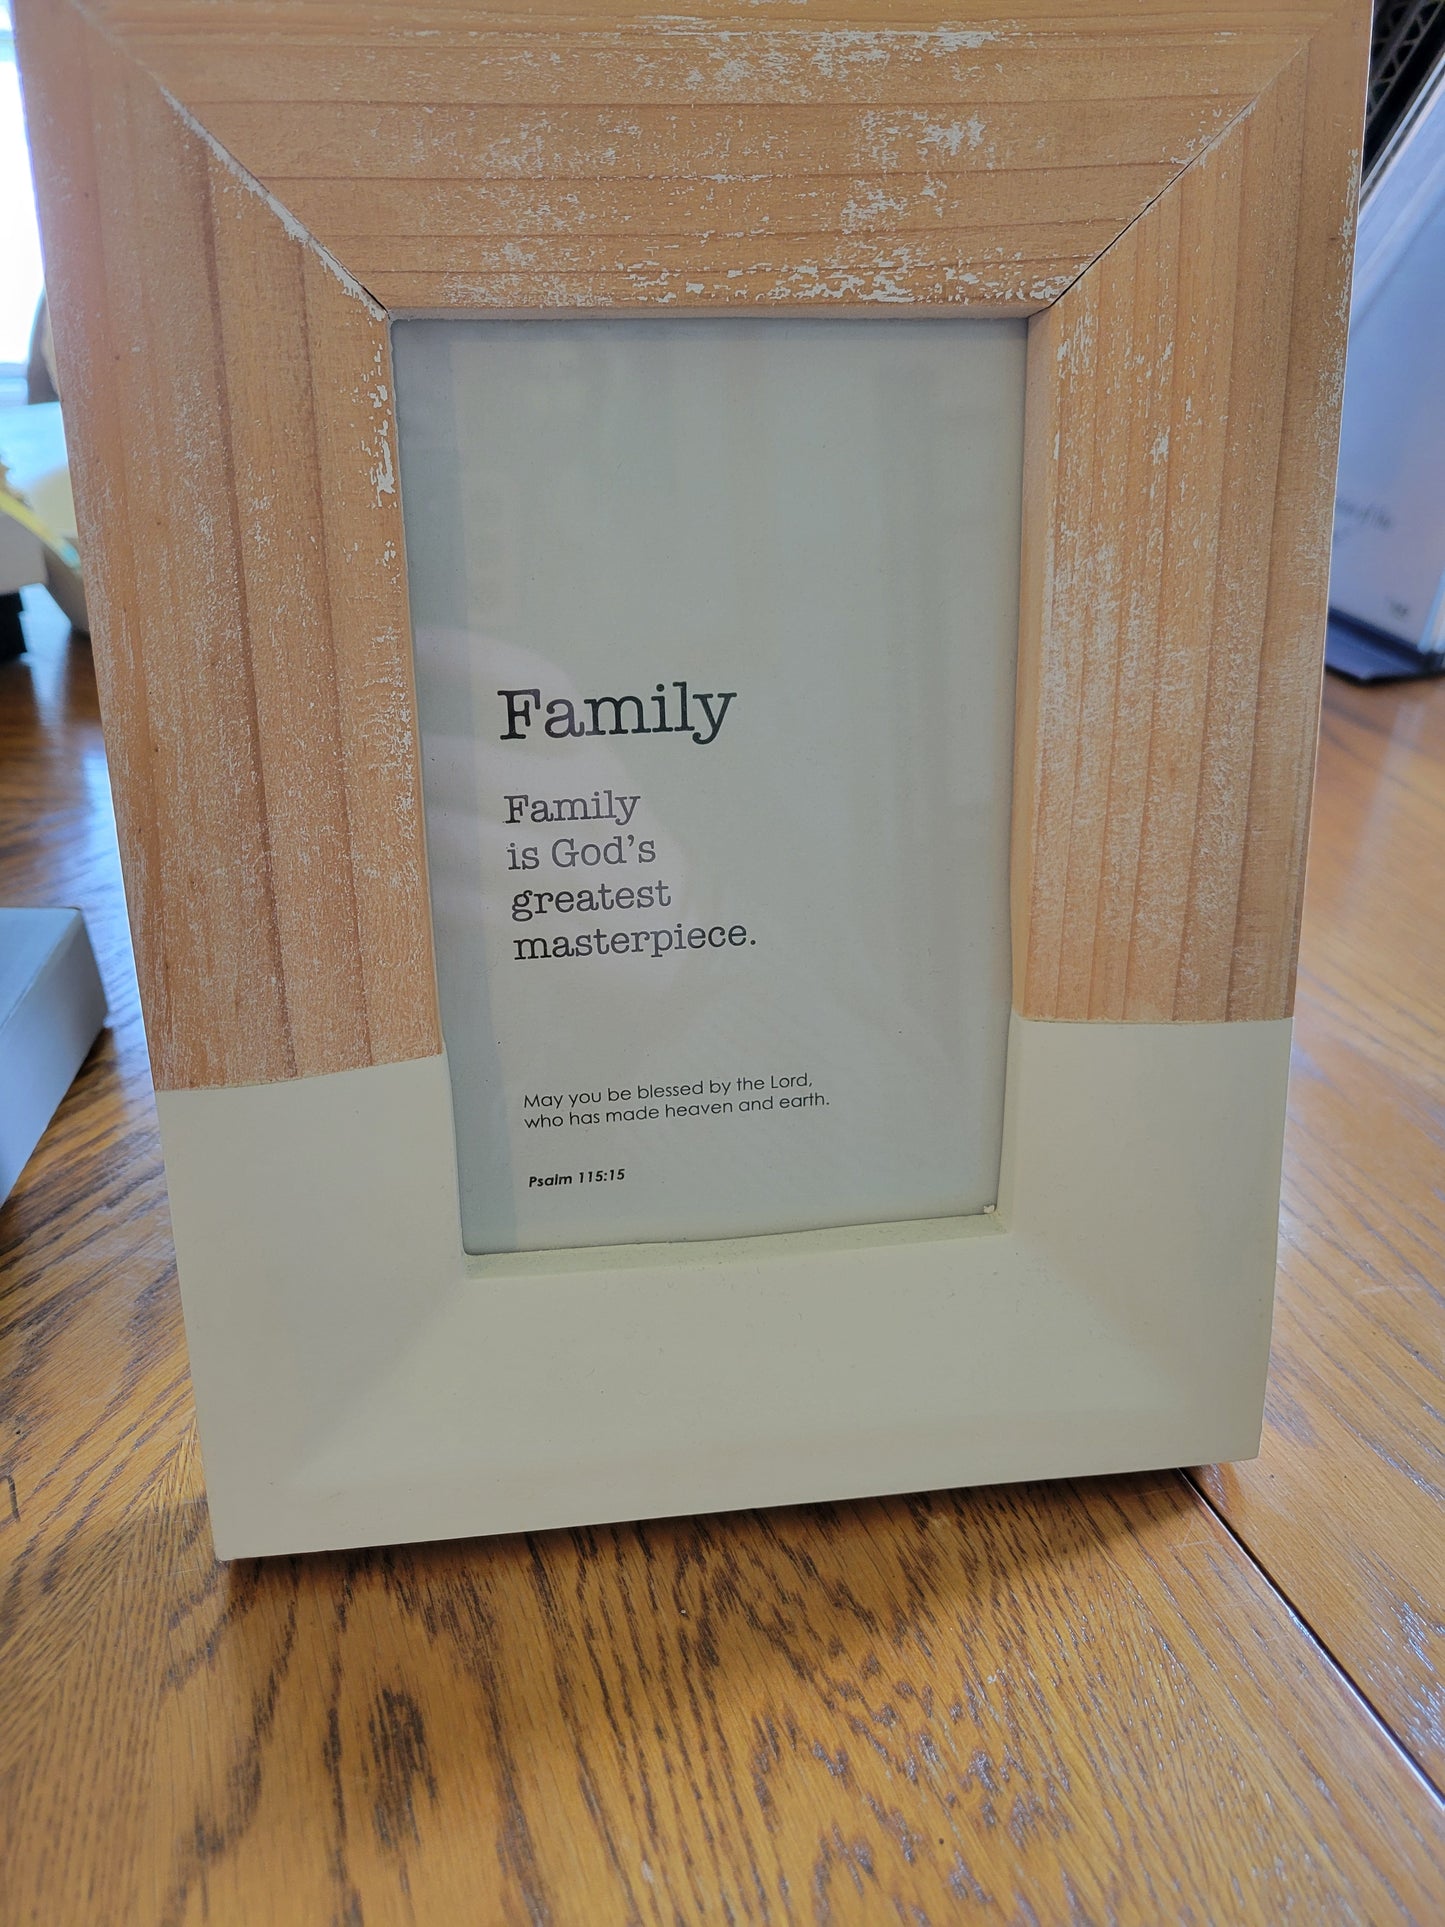 Family
Family
is God's
greatest
masterpiece.
May you be blessed by the Lord,
who has made heaven and earth.
Psalm 115:15